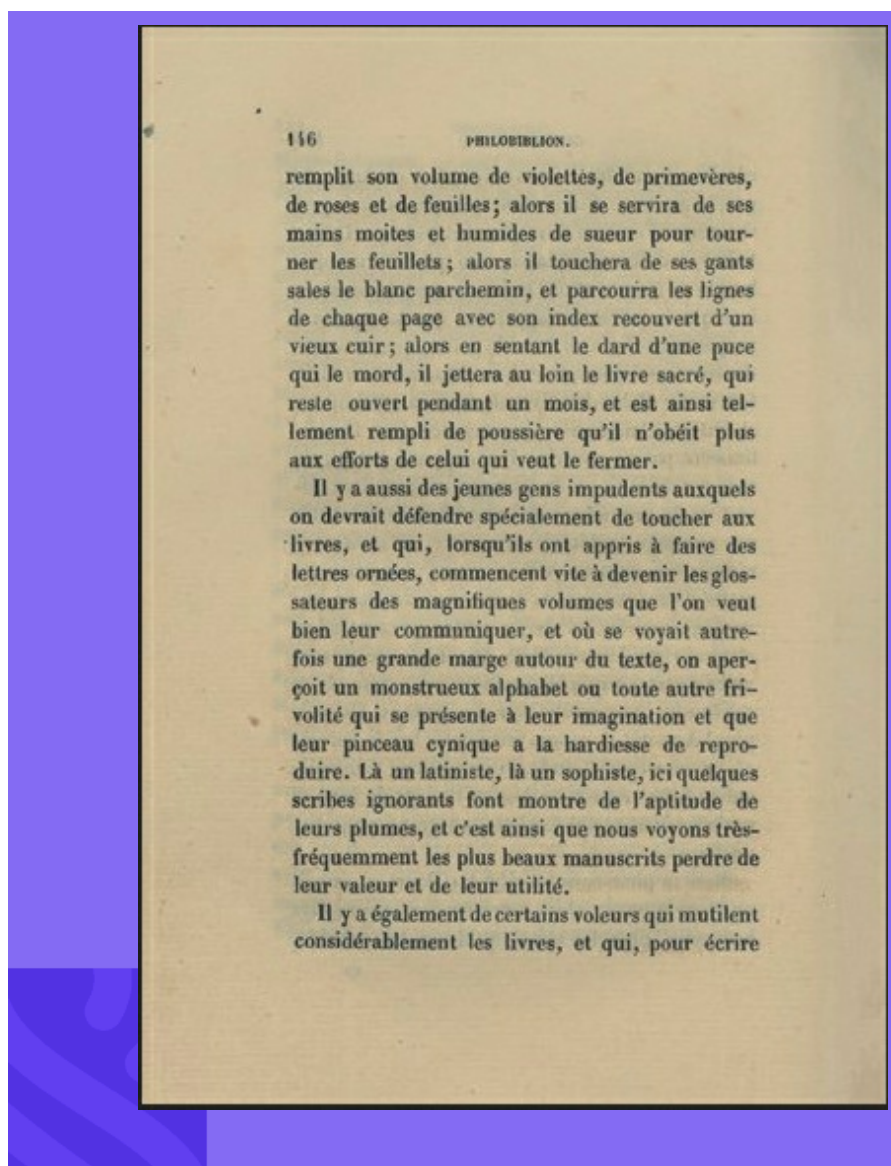 146 PHILOBIBLION.
remplit son volume de violettes, de primevères,
de roses et de feuilles; alors il se servira de ses
mains moites et humides de sueur pour tour-
ner les feuillets; alors il touchera de ses gants
sales le blanc parchemin, et parcourra les lignes
de chaque page avec son index recouvert d'un
vieux cuir; alors en sentant le dard d'une puce
qui le mord, il jettera au loin le livre sacré, qui
reste ouvert pendant un mois, et est ainsi tel-
lement rempli de poussière qu'il n'obéit plus
aux efforts de celui qui veut le fermer.
Il y a aussi des jeunes gens impudents auxquels
on devrait défendre spécialement de toucher aux
livres, et qui, lorsqu'ils ont appris à faire des
lettres ornées, commencent vite à devenir les glos-
sateurs des magnifiques volumes que l'on veut
bien leur communiquer, et où se voyait autre-
fois une grande marge autour du texte, on aper-
çoit un monstrueux alphabet ou toute autre fri-
volité qui se présente à leur imagination et que
leur pinceau cynique a la hardiesse de repro-
duire. Là un latiniste, là un sophiste, ici quelques
scribes ignorants font montre de l'aptitude de
leurs plumes, et c'est ainsi que nous voyons très-
fréquemment les plus beaux manuscrits perdre de
leur valeur et de leur utilité.
Il y a également de certains voleurs qui mutilent
considérablement les livres, et qui, pour écrire